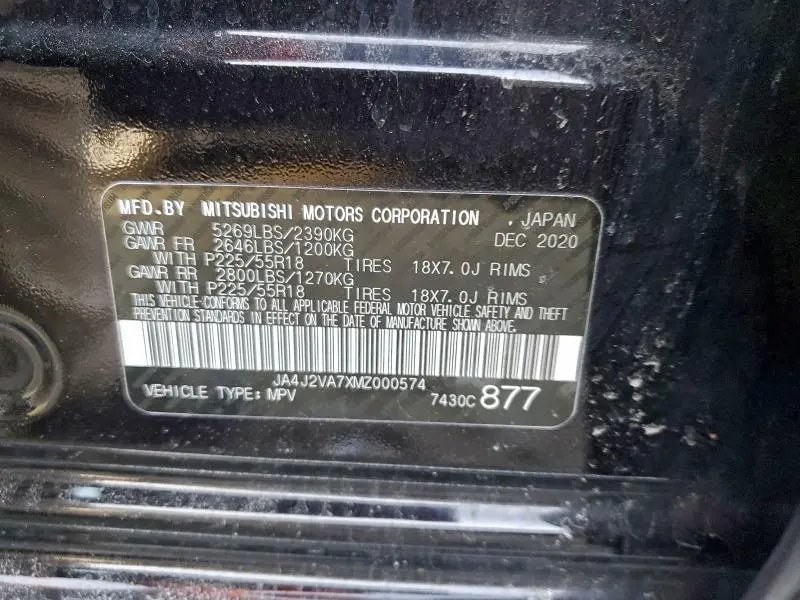 MFD.BY MITSUBISHI MOTORS CORPORATION . JAPAN
GVWR 5269LBS/2390KG DEC 2020
GAWR FR 2646LBS/1200KG
WITH P225/55R18 TIRES 18X7.0J RIMS
GAWR RR 2800LBS/1270KG
WITH P225/55R18 TIRES 18X7.0J RIMS
THIS VEHICLE CONFORMS TO ALL APPLICABLE FEDERAL MOTOR VEHICLE SAFETY AND THEFT
PREVENTION STANDARDS IN EFFECT ON THE DATE OF MANUFACTURE SHOWN ABOVE.
JA4J2VA7XMZ000574
VEHICLE TYPE: MPV 7430C 877